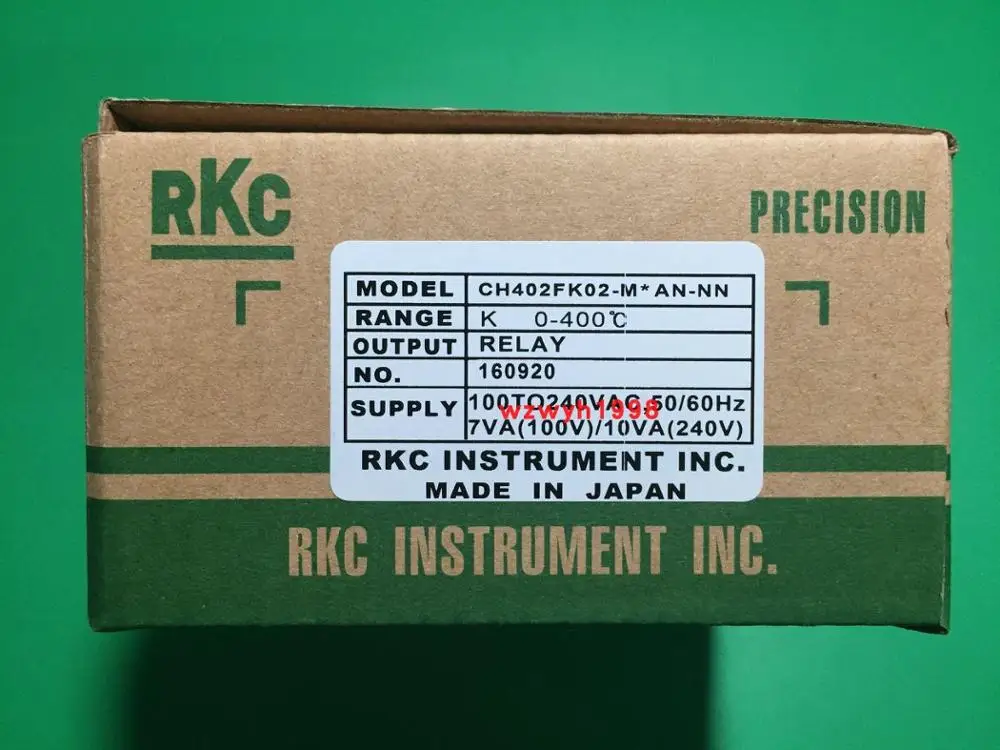 RKC
PRECISION
MODEL CH402FK02-M*AN-NN
RANGE K 0-400℃
OUTPUT RELAY
NO. 160920
SUPPLY 100TO240VAC,50/60Hz
7VA(100V)/10VA(240V)
wzwyh1998
RKC INSTRUMENT INC.
MADE IN JAPAN
RKC INSTRUMENT INC.